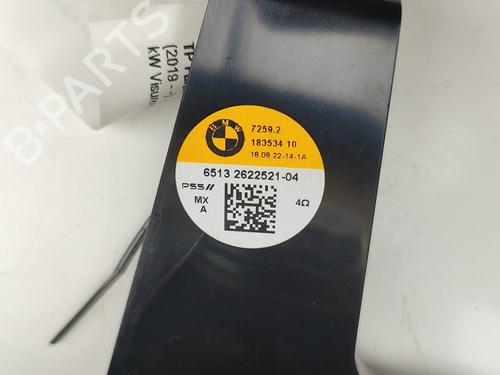 (2019 -
kW Visure
BMW
7259.2
183534 10
18.08.22-14-1A
6513 2622521-04
PSS//
MX
A
4Ω
B-PARTS